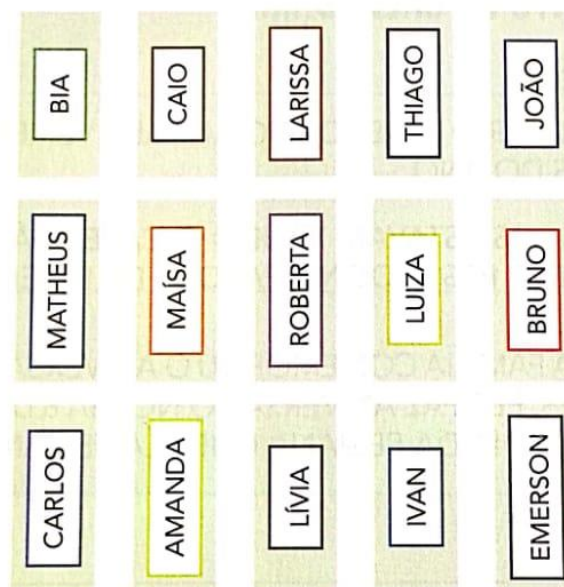 CARLOS
MATHEUS
BIA
AMANDA
MAÍSA
CAIO
LÍVIA
ROBERTA
LARISSA
IVAN
LUIZA
THIAGO
EMERSON
BRUNO
JOÃO